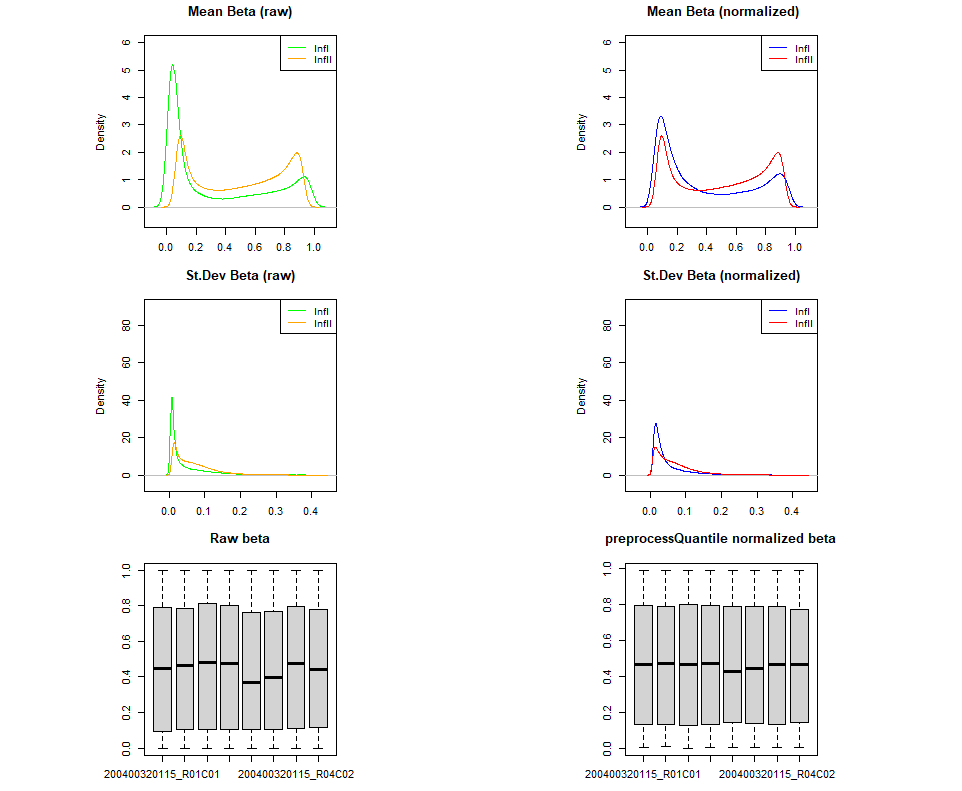 Mean Beta (raw)
Density
0 1 2 3 4 5 6
InfI
InfII
0.0 0.2 0.4 0.6 0.8 1.0
Mean Beta (normalized)
Density
0 1 2 3 4 5 6
InfI
InfII
0.0 0.2 0.4 0.6 0.8 1.0
St.Dev Beta (raw)
Density
0 20 40 60 80
InfI
InfII
0.0 0.1 0.2 0.3 0.4
St.Dev Beta (normalized)
Density
0 20 40 60 80
InfI
InfII
0.0 0.1 0.2 0.3 0.4
Raw beta
0.0 0.2 0.4 0.6 0.8 1.0
200400320115_R01C01 200400320115_R04C02
preprocessQuantile normalized beta
0.0 0.2 0.4 0.6 0.8 1.0
200400320115_R01C01 200400320115_R04C02